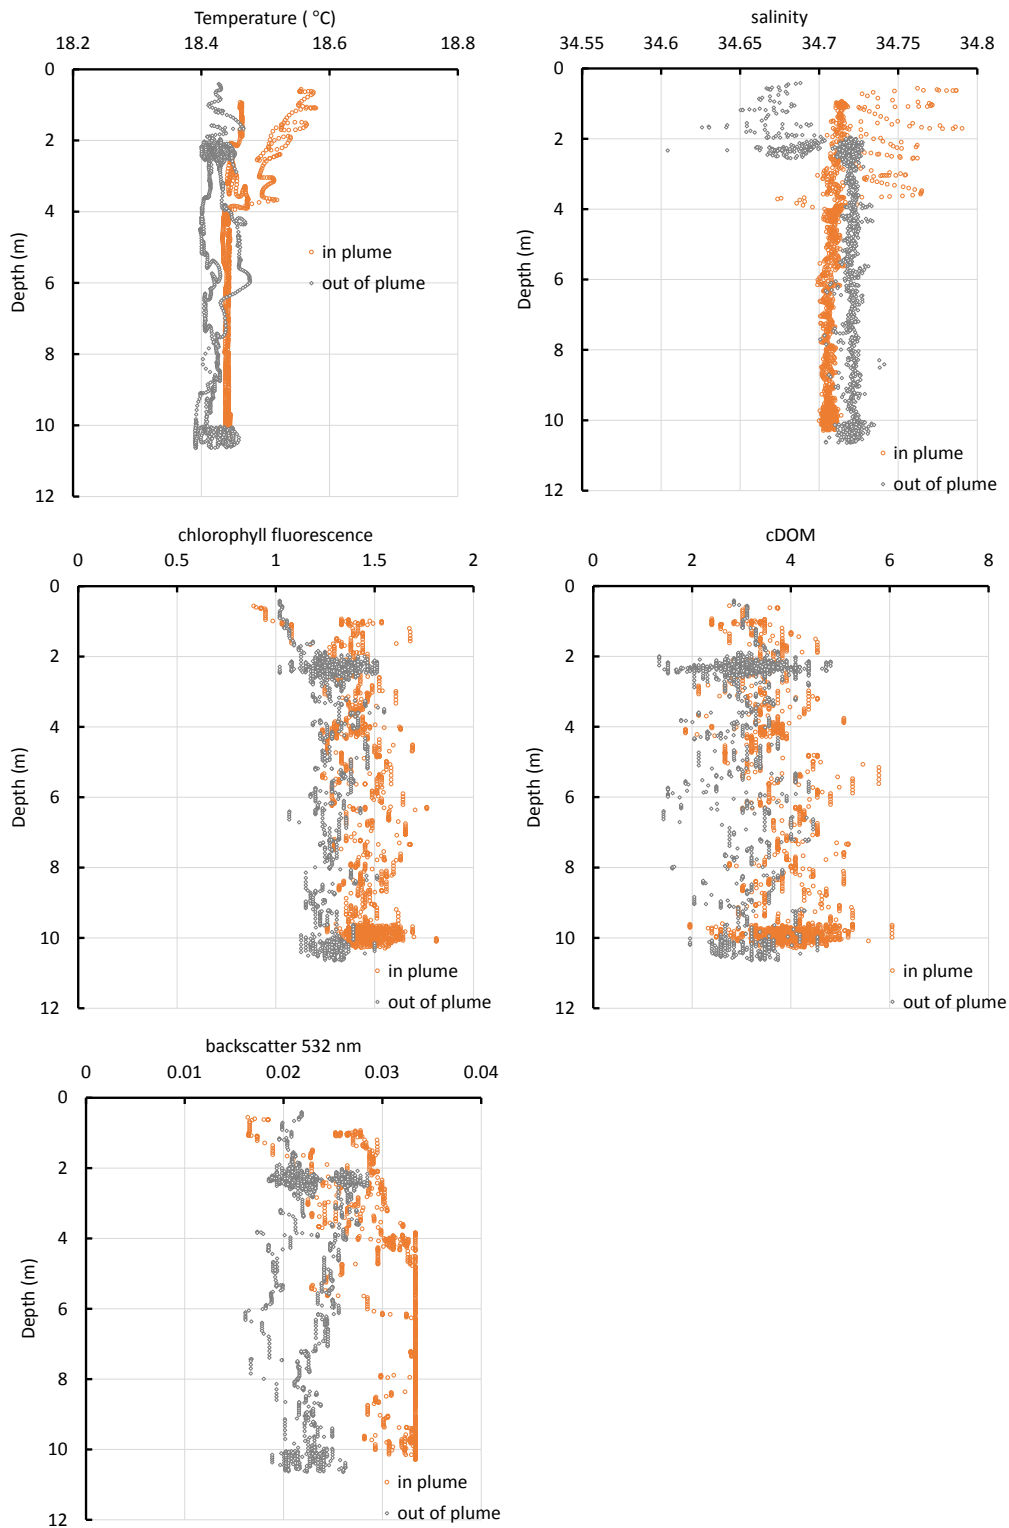 Temperature ( °C)
18.2 18.4 18.6 18.8
0
2
4
6
8
10
12
Depth (m)
in plume
out of plume
salinity
34.55 34.6 34.65 34.7 34.75 34.8
0
2
4
6
8
10
12
Depth (m)
in plume
out of plume
chlorophyll fluorescence
0 0.5 1 1.5 2
0
2
4
6
8
10
12
Depth (m)
in plume
out of plume
cDOM
0 2 4 6 8
0
2
4
6
8
10
12
Depth (m)
in plume
out of plume
backscatter 532 nm
0 0.01 0.02 0.03 0.04
0
2
4
6
8
10
12
Depth (m)
in plume
out of plume